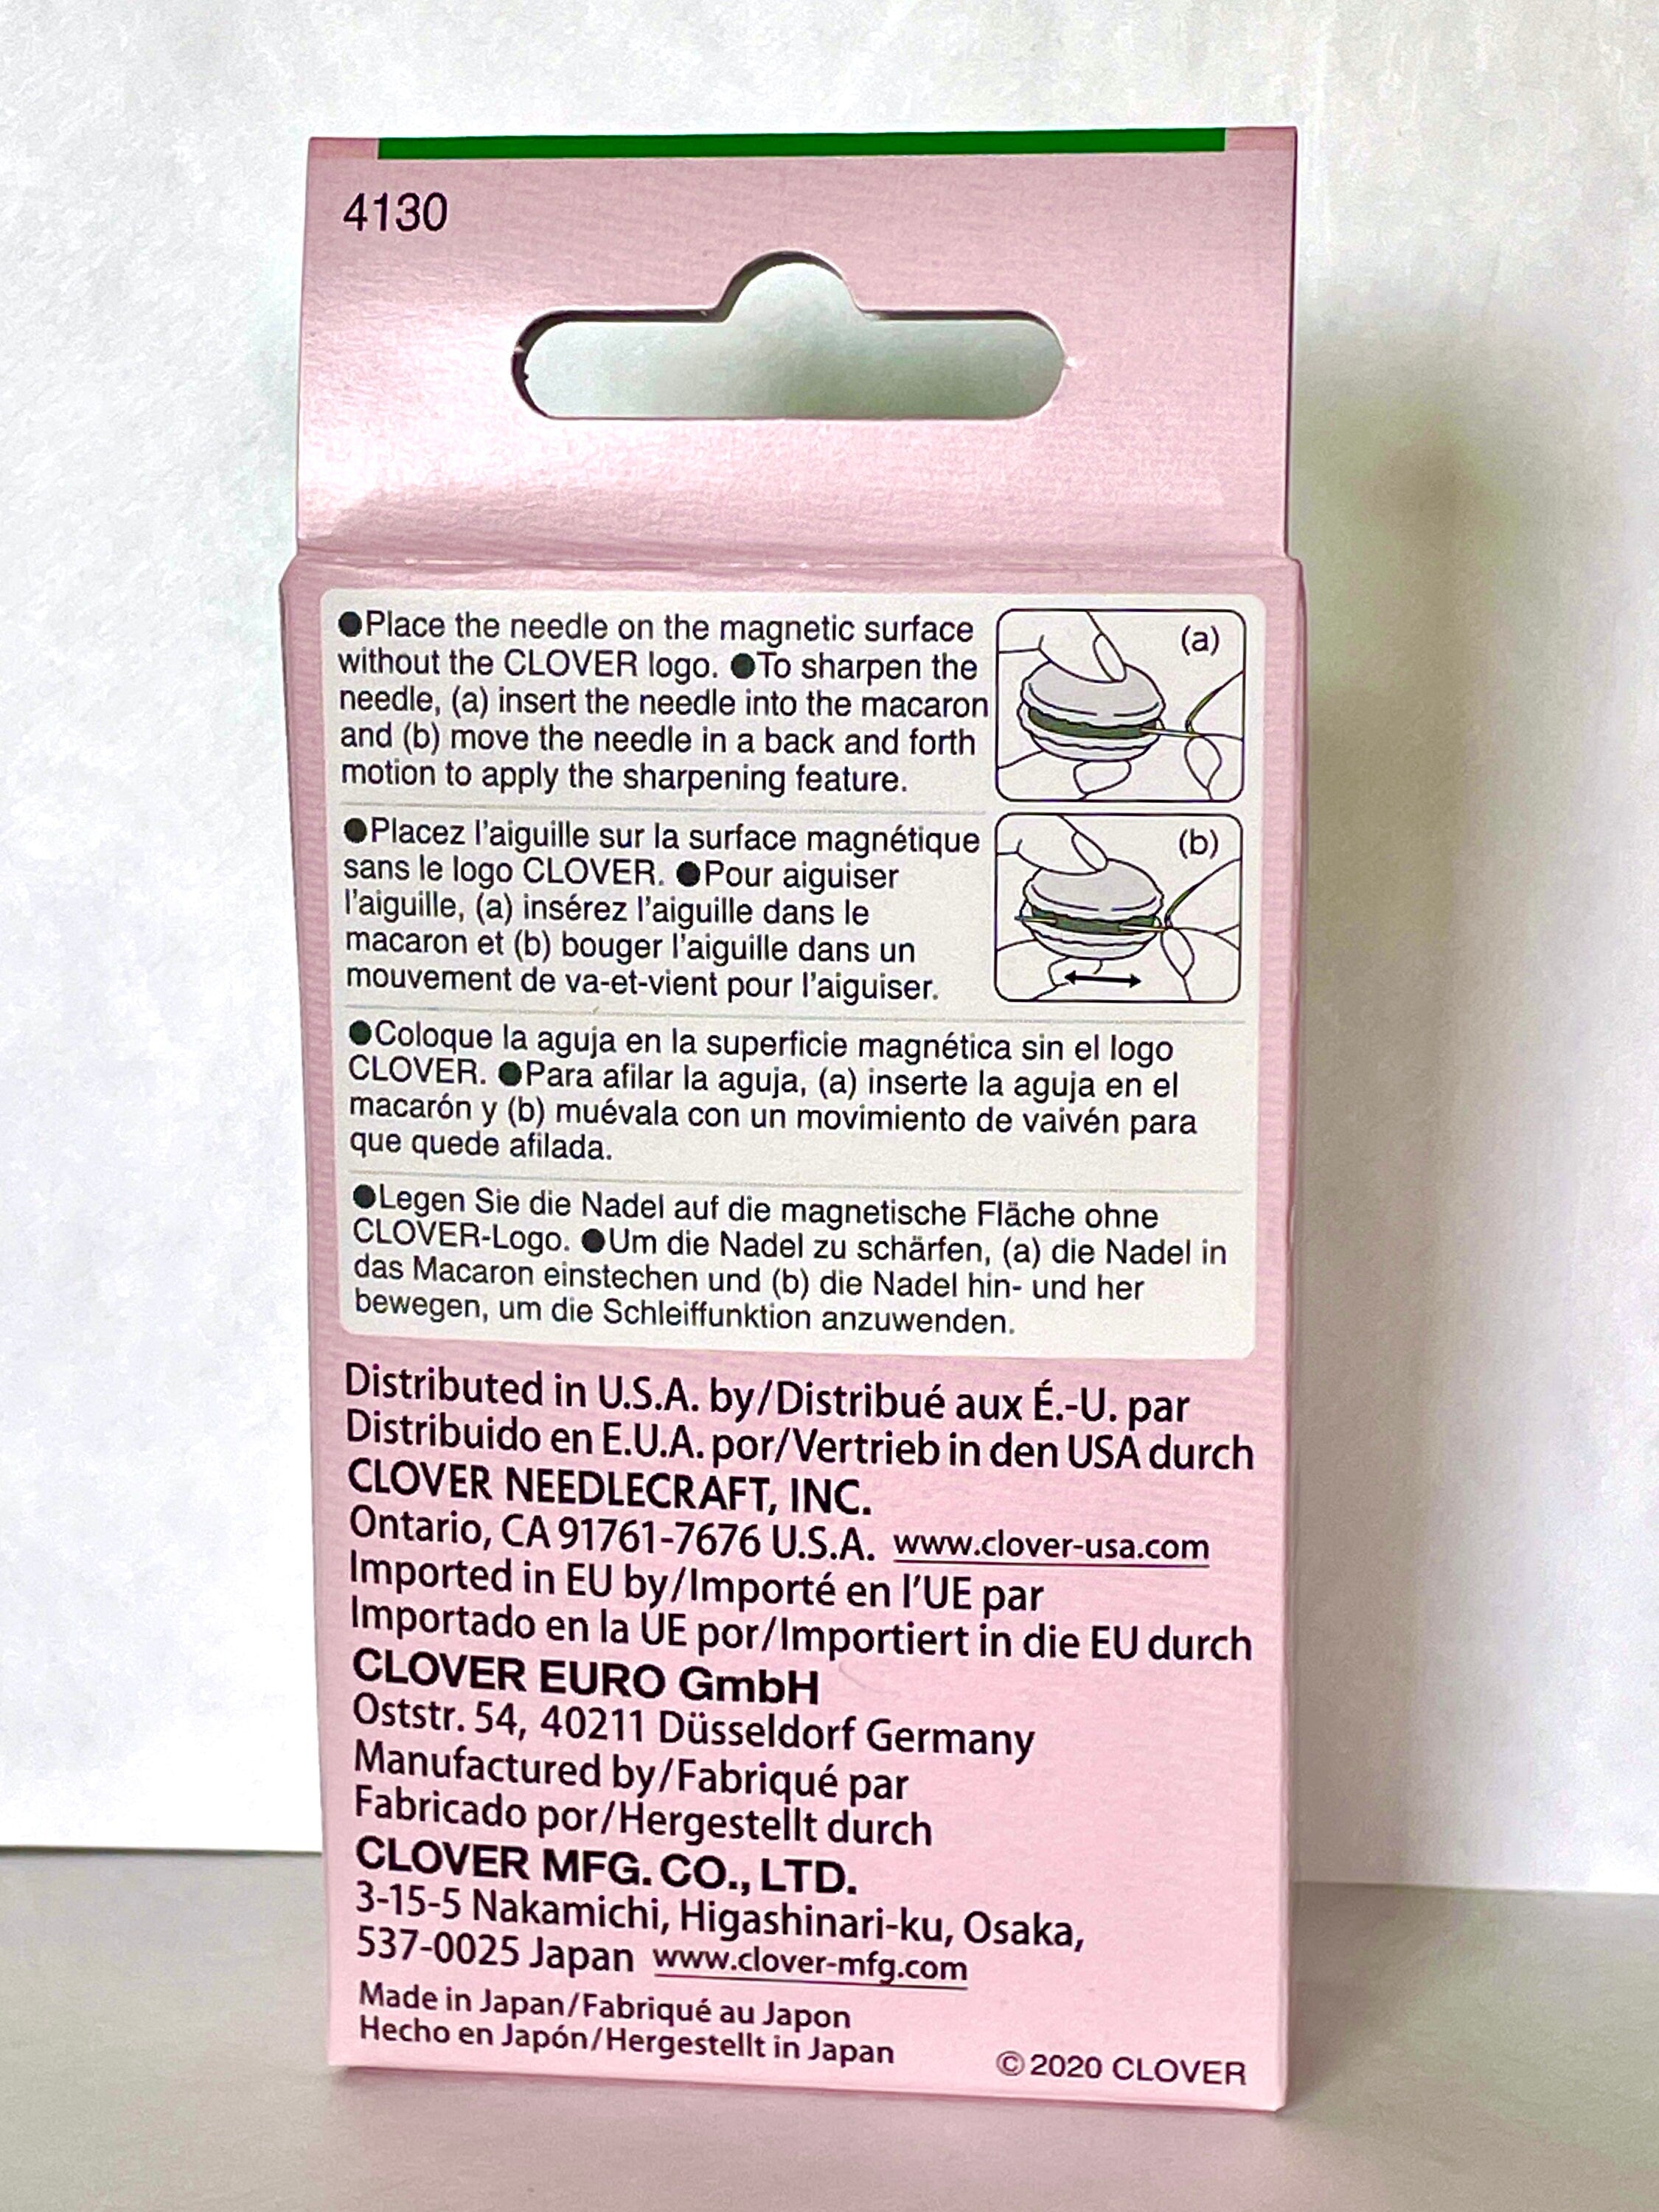 4130
●Place the needle on the magnetic surface
without the CLOVER logo. ●To sharpen the
needle, (a) insert the needle into the macaron
and (b) move the needle in a back and forth
motion to apply the sharpening feature.
(a)
●Placez l'aiguille sur la surface magnétique
sans le logo CLOVER. ●Pour aiguiser
l'aiguille, (a) insérez l'aiguille dans le
macaron et (b) bouger l'aiguille dans un
mouvement de va-et-vient pour l'aiguiser.
(b)
●Coloque la aguja en la superficie magnética sin el logo
CLOVER. ●Para afilar la aguja, (a) inserte la aguja en el
macarón y (b) muévala con un movimiento de vaivén para
que quede afilada.
●Legen Sie die Nadel auf die magnetische Fläche ohne
CLOVER-Logo. ●Um die Nadel zu schärfen, (a) die Nadel in
das Macaron einstechen und (b) die Nadel hin- und her
bewegen, um die Schleiffunktion anzuwenden.
Distributed in U.S.A. by/Distribué aux É.-U. par
Distribuido en E.U.A. por/Vertrieb in den USA durch
CLOVER NEEDLECRAFT, INC.
Ontario, CA 91761-7676 U.S.A. www.clover-usa.com
Imported in EU by/Importé en l'UE par
Importado en la UE por/Importiert in die EU durch
CLOVER EURO GmbH
Oststr. 54, 40211 Düsseldorf Germany
Manufactured by/Fabriqué par
Fabricado por/Hergestellt durch
CLOVER MFG. CO., LTD.
3-15-5 Nakamichi, Higashinari-ku, Osaka,
537-0025 Japan www.clover-mfg.com
Made in Japan/Fabriqué au Japon
Hecho en Japón/Hergestellt in Japan
© 2020 CLOVER